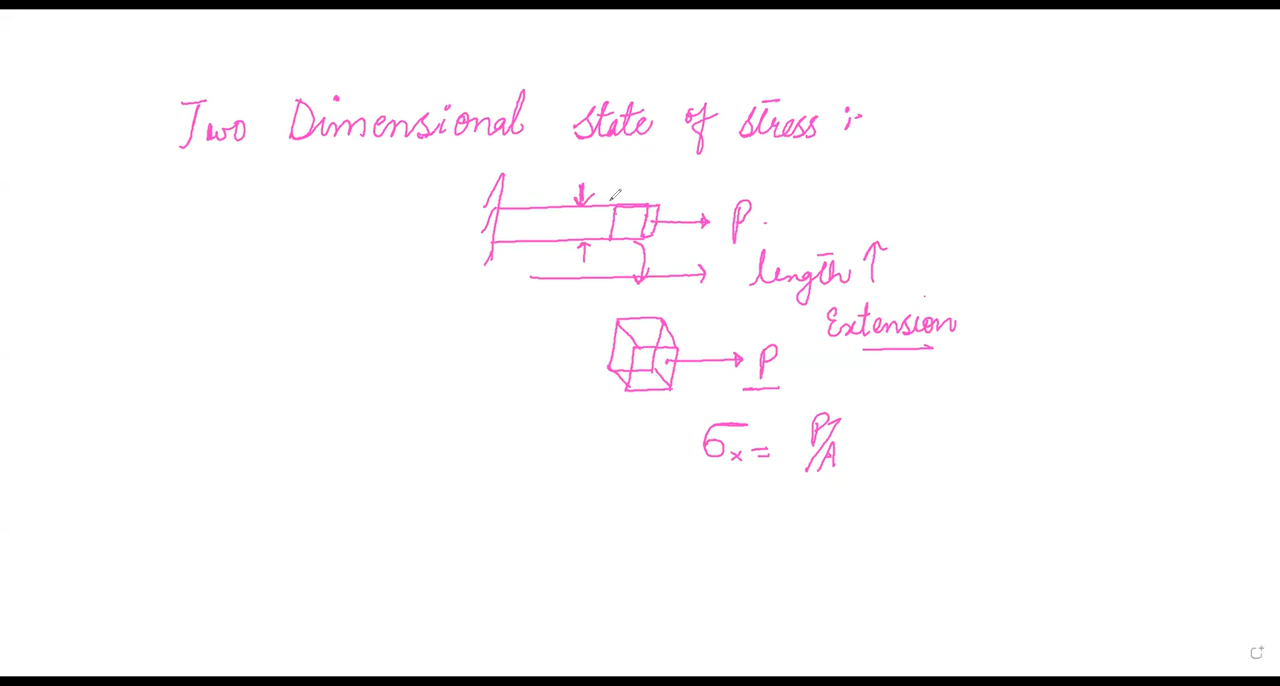 Two Dimensional state of stress :-
P.
length ↑
Extension
P
σx = P/A